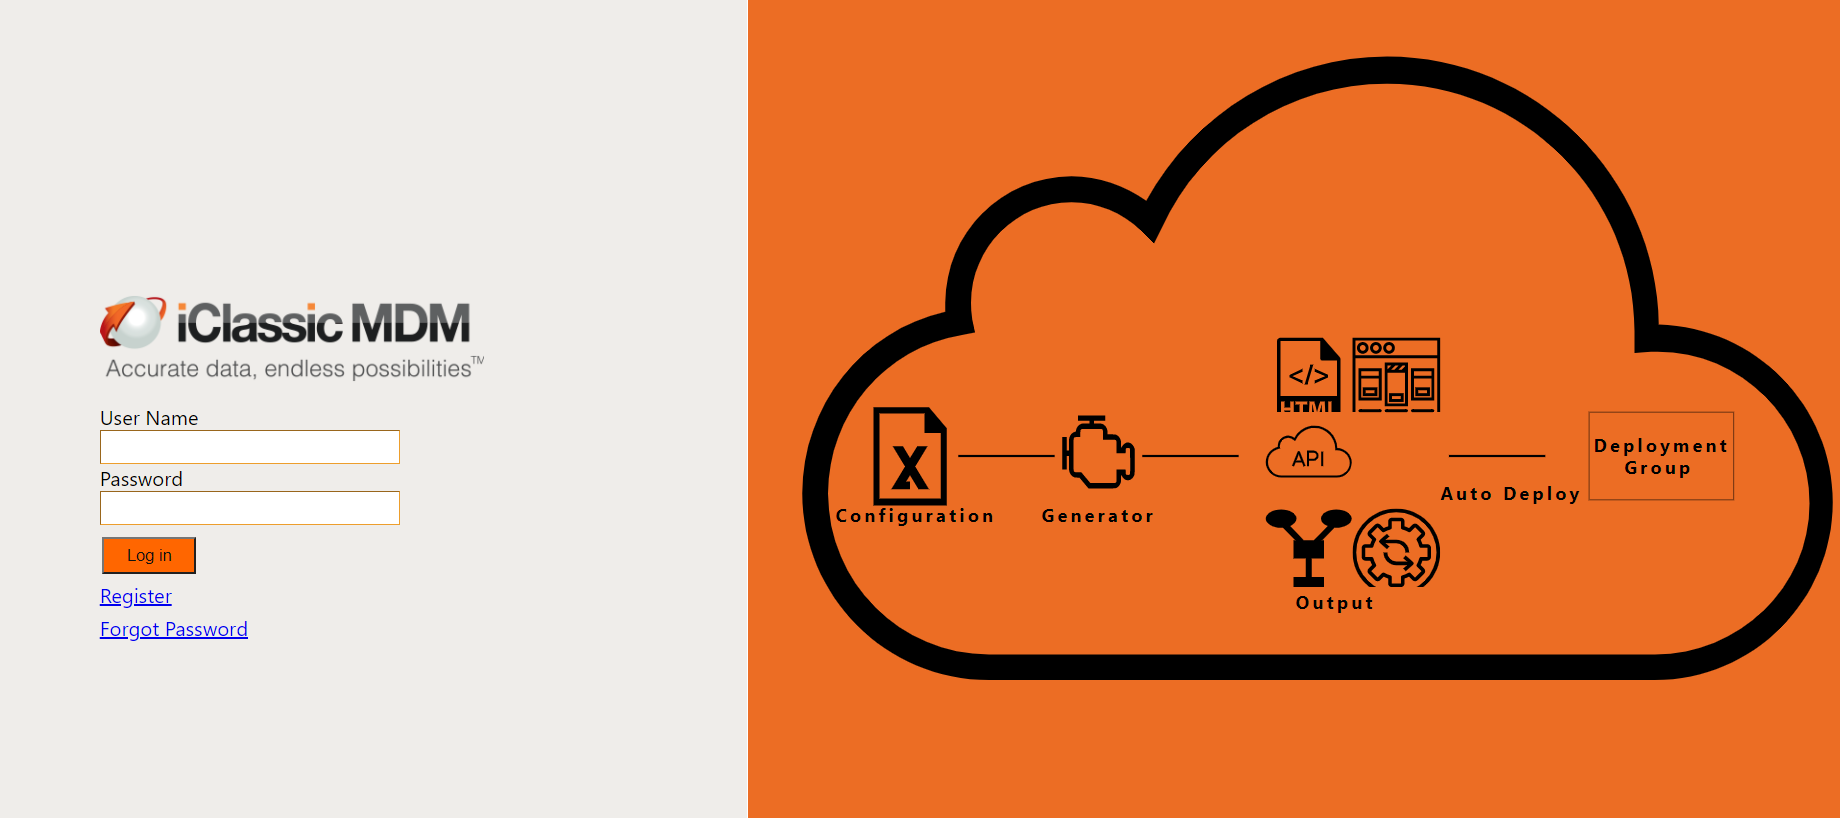 iClassic MDM
Accurate data, endless possibilities™
User Name
Password
Log in
Register
Forgot Password
</>
HTML
API
Configuration
Generator
Output
Auto Deploy
Deployment
Group